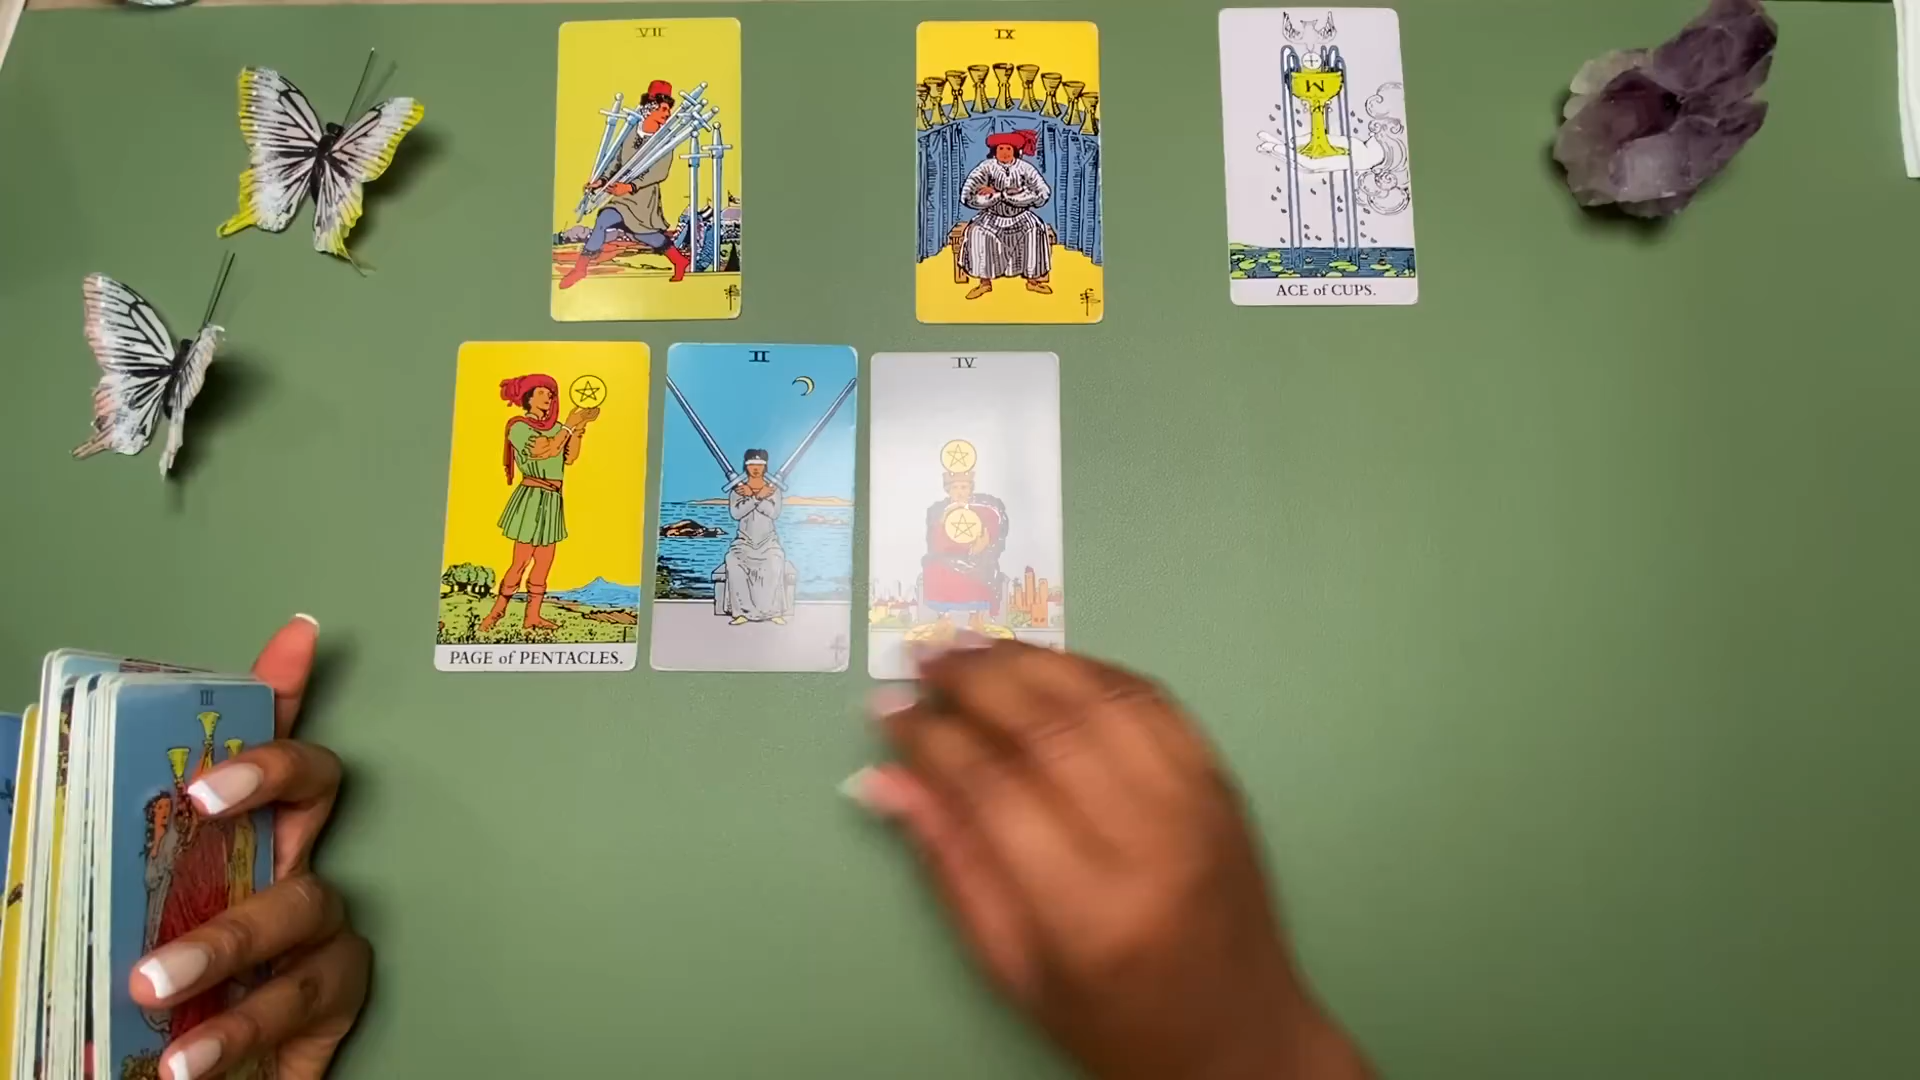 VII
IX
M
ACE of CUPS.
II
IV
PAGE of PENTACLES.
III